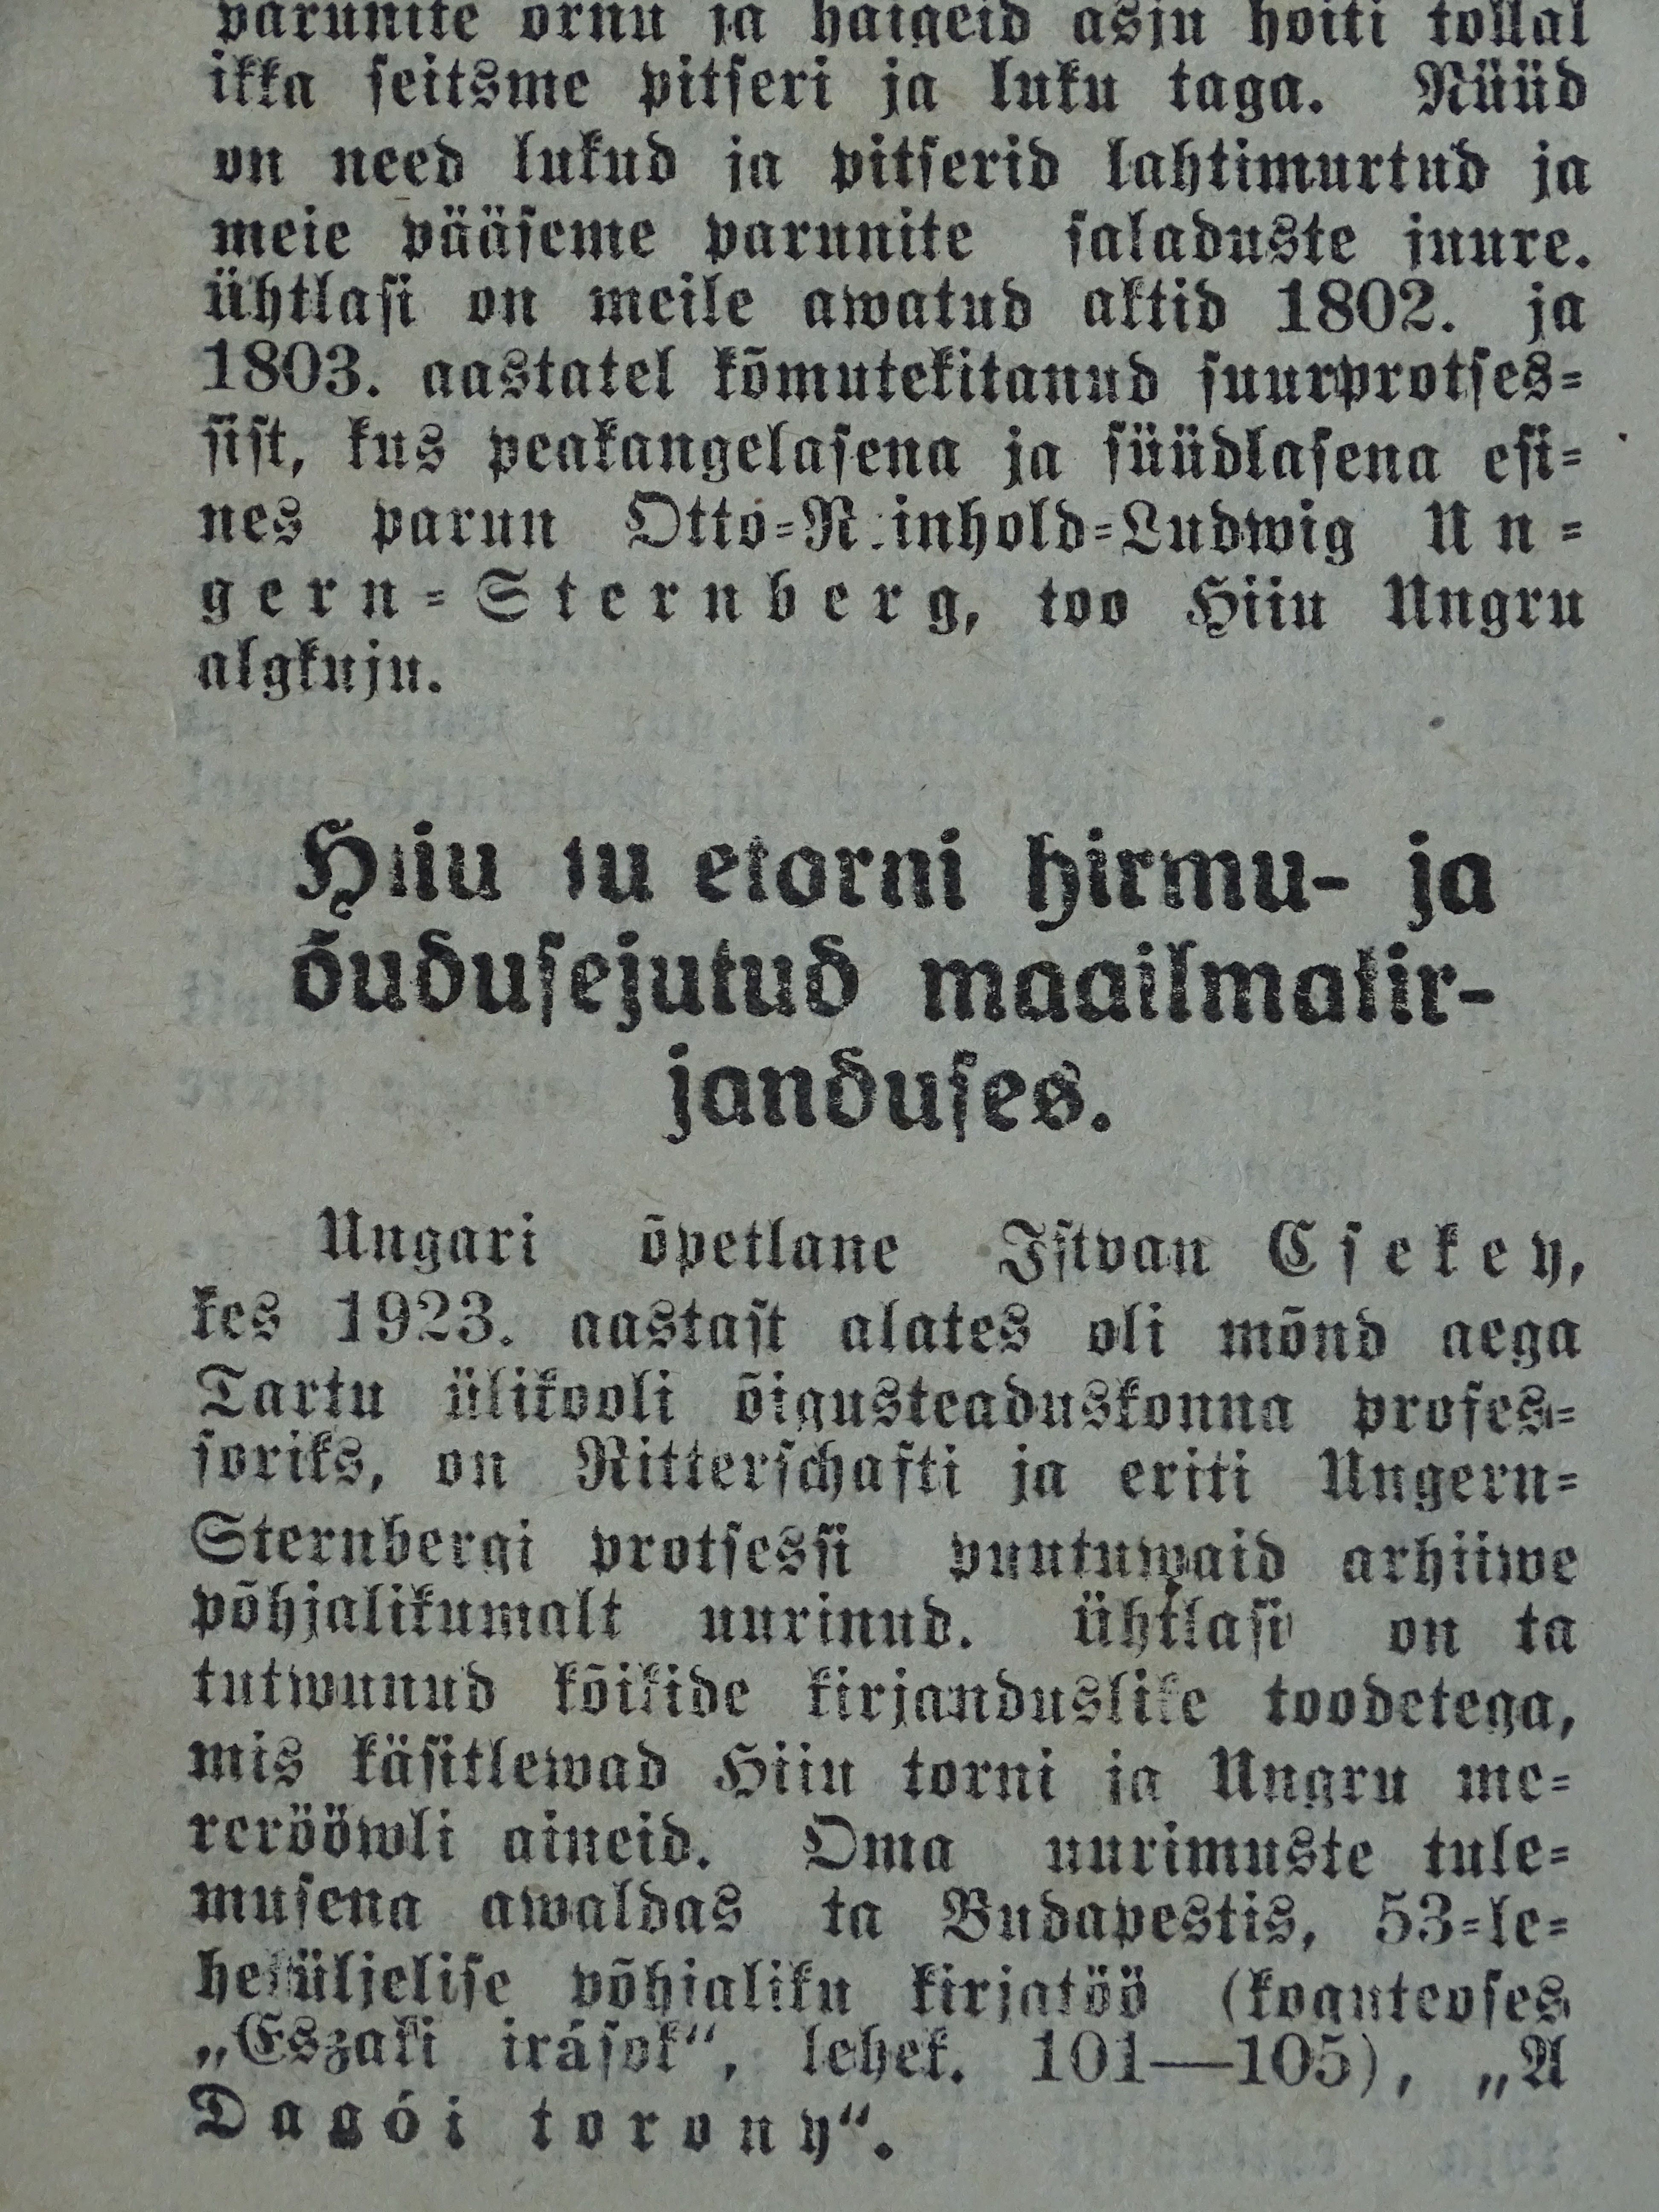 parunite õrnu ja haigeid asju hoiti tollal
ikka seitsme pitseri ja luku taga. Nüüd
on need lukud ja pitserid lahtimurtud ja
meie pääseme parunite saladuste juure.
ühtlasi on meile awatud aktid 1802. ja
1803. aastatel kõmutekitanud suurprotses-
sist, kus peakangelasena ja süüdlasena esi-
nes parun Otto-R.inhold-Ludwig Un-
gern-Sternberg, too Hiiu Ungru
algkuju.
Hiiu tu etorni hirmu- ja
õudusejutud maailmakir-
janduses.
Ungari õpetlane Istvan Csekey,
kes 1923. aastast alates oli mõnd aega
Tartu ülikooli õigusteaduskonna profes-
soriks, on Ritterschafti ja eriti Ungern-
Sternbergi protsessi puutuwaid arhiiwe
põhjalikumalt uurinud. ühtlasi on ta
tutwunud kõikide kirjanduslike toodetega,
mis käsitlewad Hiiu torni ja Ungru me-
rerööwli aineid. Oma uurimuste tule-
musena awaldas ta Budapestis, 53-le-
heküljelise põhjaliku kirjatöö (koguteoses
„Eszaki irások“, lehek. 101—105), „A
Dagói torony“.